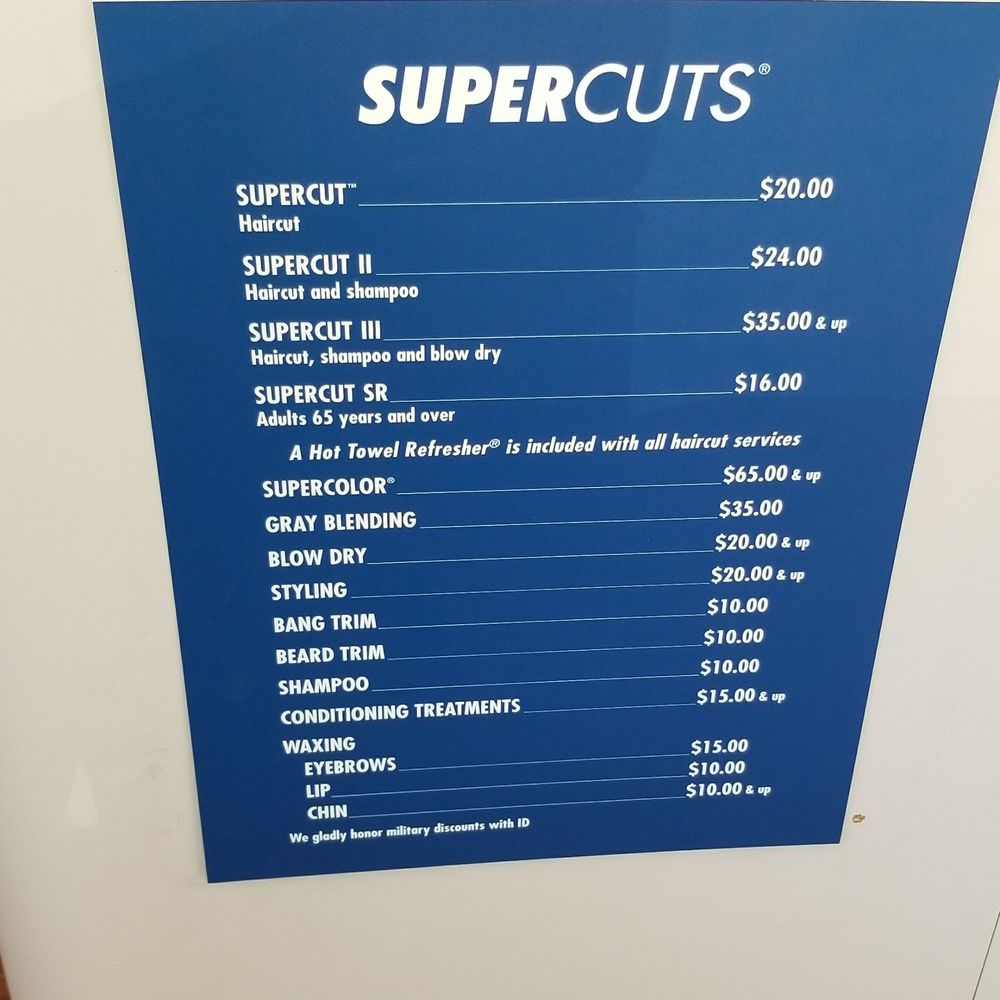 SUPERCUTS®
SUPERCUT™ $20.00
Haircut
SUPERCUT II $24.00
Haircut and shampoo
SUPERCUT III $35.00 & up
Haircut, shampoo and blow dry
SUPERCUT SR $16.00
Adults 65 years and over
A Hot Towel Refresher® is included with all haircut services
SUPERCOLOR® $65.00 & up
GRAY BLENDING $35.00
BLOW DRY $20.00 & up
STYLING $20.00 & up
BANG TRIM $10.00
BEARD TRIM $10.00
SHAMPOO $10.00
CONDITIONING TREATMENTS $15.00 & up
WAXING
EYEBROWS $15.00
LIP $10.00
CHIN $10.00 & up
We gladly honor military discounts with ID